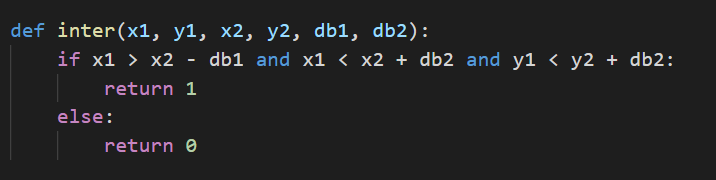 def inter(x1, y1, x2, y2, db1, db2):
    if x1 > x2 - db1 and x1 < x2 + db2 and y1 < y2 + db2:
        return 1
    else:
        return 0